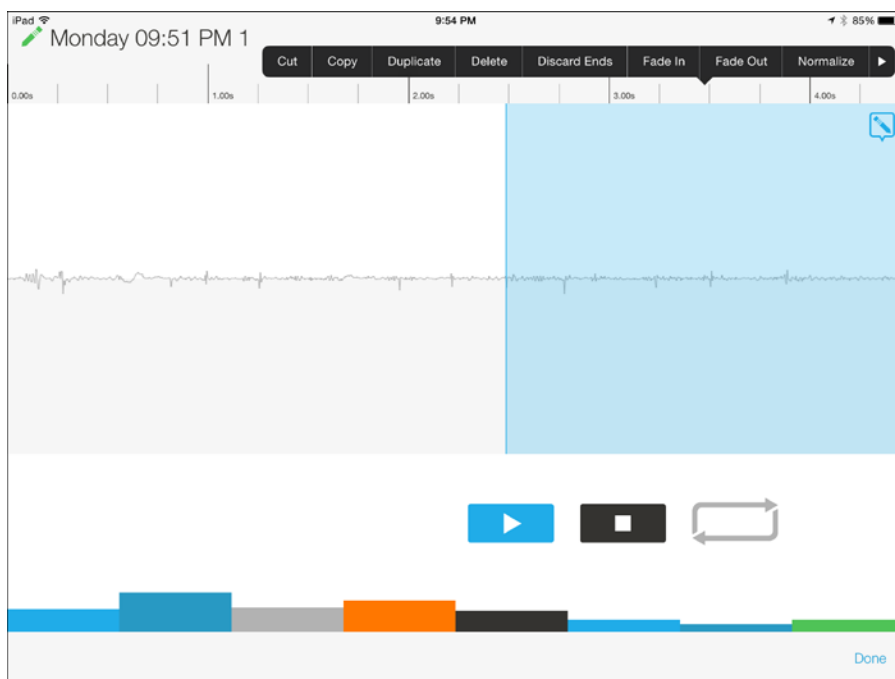 iPad 9:54 PM 85%
Monday 09:51 PM 1
Cut Copy Duplicate Delete Discard Ends Fade In Fade Out Normalize
0.00s 1.00s 2.00s 3.00s 4.00s
Done